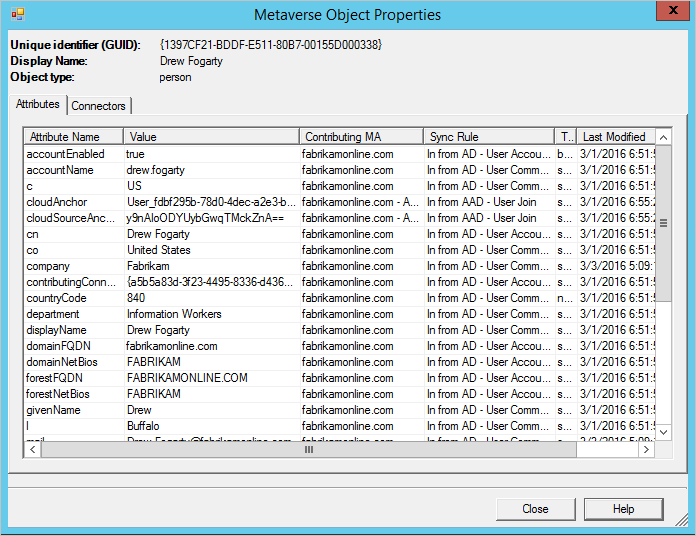 Metaverse Object Properties
Unique identifier (GUID): {1397CF21-BDDF-E511-80B7-00155D000338}
Display Name: Drew Fogarty
Object type: person
Attributes Connectors
Attribute Name Value Contributing MA Sync Rule T... Last Modified
accountEnabled true fabrikamonline.com In from AD - User Accou... b... 3/1/2016 6:51:5
accountName drew.fogarty fabrikamonline.com In from AD - User Comm... s... 3/1/2016 6:51:5
c US fabrikamonline.com In from AD - User Comm... s... 3/1/2016 6:51:5
cloudAnchor User_fdbf295b-78d0-4dec-a2e3-b... fabrikamonline.com - A... In from AAD - User Join s... 3/1/2016 6:55:2
cloudSourceAnc... y9nAIoODYUybGwqTMckZnA== fabrikamonline.com - A... In from AAD - User Join s... 3/1/2016 6:55:2
cn Drew Fogarty fabrikamonline.com In from AD - User Accou... s... 3/1/2016 6:51:5
co United States fabrikamonline.com In from AD - User Comm... s... 3/1/2016 6:51:5
company Fabrikam fabrikamonline.com In from AD - User Comm... s... 3/3/2016 5:09:1
contributingConn... {a5b5a83d-3f23-4495-8336-d436... fabrikamonline.com In from AD - User Accou... s... 3/1/2016 6:51:5
countryCode 840 fabrikamonline.com In from AD - User Comm... n... 3/1/2016 6:51:5
department Information Workers fabrikamonline.com In from AD - User Comm... s... 3/1/2016 6:51:5
displayName Drew Fogarty fabrikamonline.com In from AD - User Comm... s... 3/1/2016 6:51:5
domainFQDN fabrikamonline.com fabrikamonline.com In from AD - User Accou... s... 3/1/2016 6:51:5
domainNetBios FABRIKAM fabrikamonline.com In from AD - User Accou... s... 3/1/2016 6:51:5
forestFQDN FABRIKAMONLINE.COM fabrikamonline.com In from AD - User Accou... s... 3/1/2016 6:51:5
forestNetBios FABRIKAM fabrikamonline.com In from AD - User Accou... s... 3/1/2016 6:51:5
givenName Drew fabrikamonline.com In from AD - User Comm... s... 3/1/2016 6:51:5
l Buffalo fabrikamonline.com In from AD - User Comm... s... 3/1/2016 6:51:5
mail Drew.Fogarty@fabrikamonline.com fabrikamonline.com In from AD - User Comm... s...
Close Help